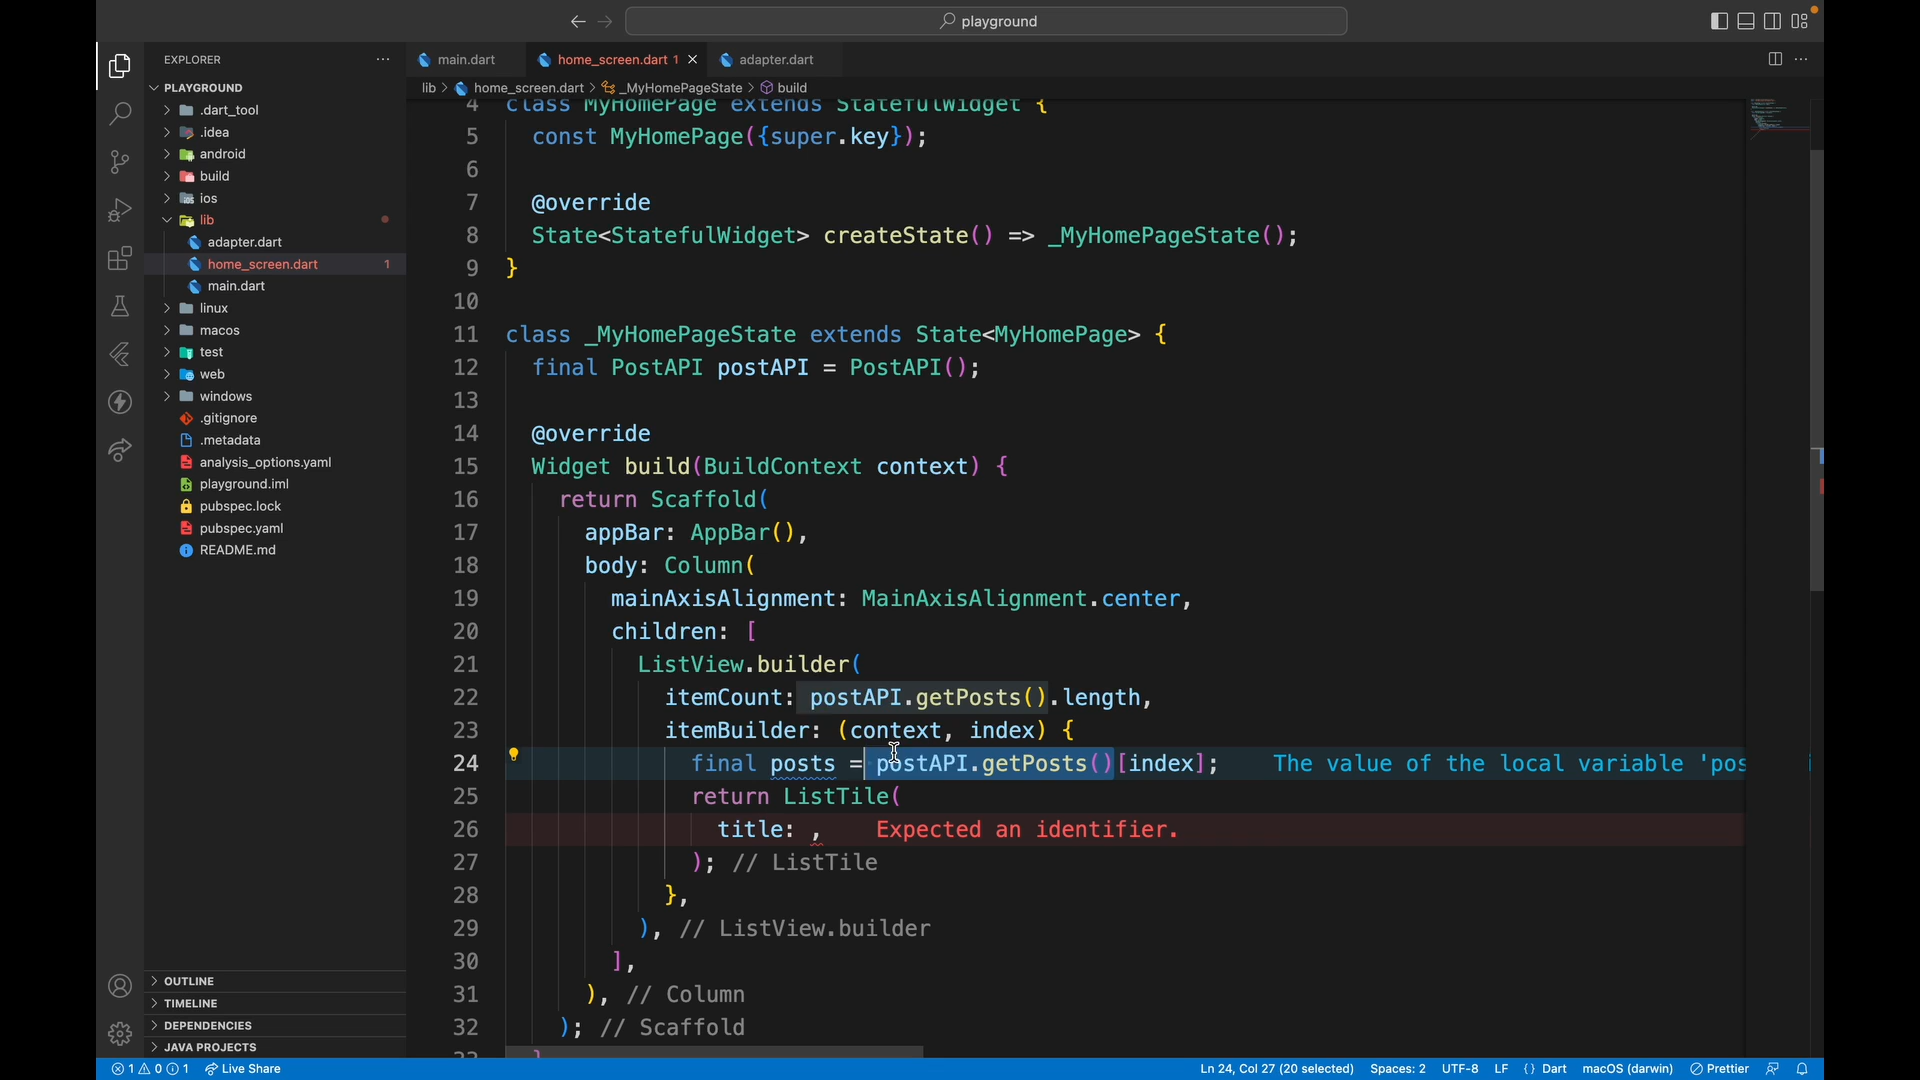 playground
EXPLORER
main.dart
home_screen.dart 1
adapter.dart
lib > home_screen.dart > _MyHomePageState > build
PLAYGROUND
.dart_tool
.idea
android
build
ios
lib
adapter.dart
home_screen.dart 1
main.dart
linux
macos
test
web
windows
.gitignore
.metadata
analysis_options.yaml
playground.iml
pubspec.lock
pubspec.yaml
README.md
OUTLINE
TIMELINE
DEPENDENCIES
JAVA PROJECTS
4 class MyHomePage extends StatefulWidget {
5 const MyHomePage({super.key});
6
7 @override
8 State<StatefulWidget> createState() => _MyHomePageState();
9 }
10
11 class _MyHomePageState extends State<MyHomePage> {
12 final PostAPI postAPI = PostAPI();
13
14 @override
15 Widget build(BuildContext context) {
16 return Scaffold(
17 appBar: AppBar(),
18 body: Column(
19 mainAxisAlignment: MainAxisAlignment.center,
20 children: [
21 ListView.builder(
22 itemCount: postAPI.getPosts().length,
23 itemBuilder: (context, index) {
24 final posts = postAPI.getPosts()[index]; The value of the local variable 'pos
25 return ListTile(
26 title: , Expected an identifier.
27 ); // ListTile
28 },
29 ), // ListView.builder
30 ],
31 ), // Column
32 ); // Scaffold
33 }
1 0 1 Live Share
Ln 24, Col 27 (20 selected) Spaces: 2 UTF-8 LF {} Dart macOS (darwin) Prettier